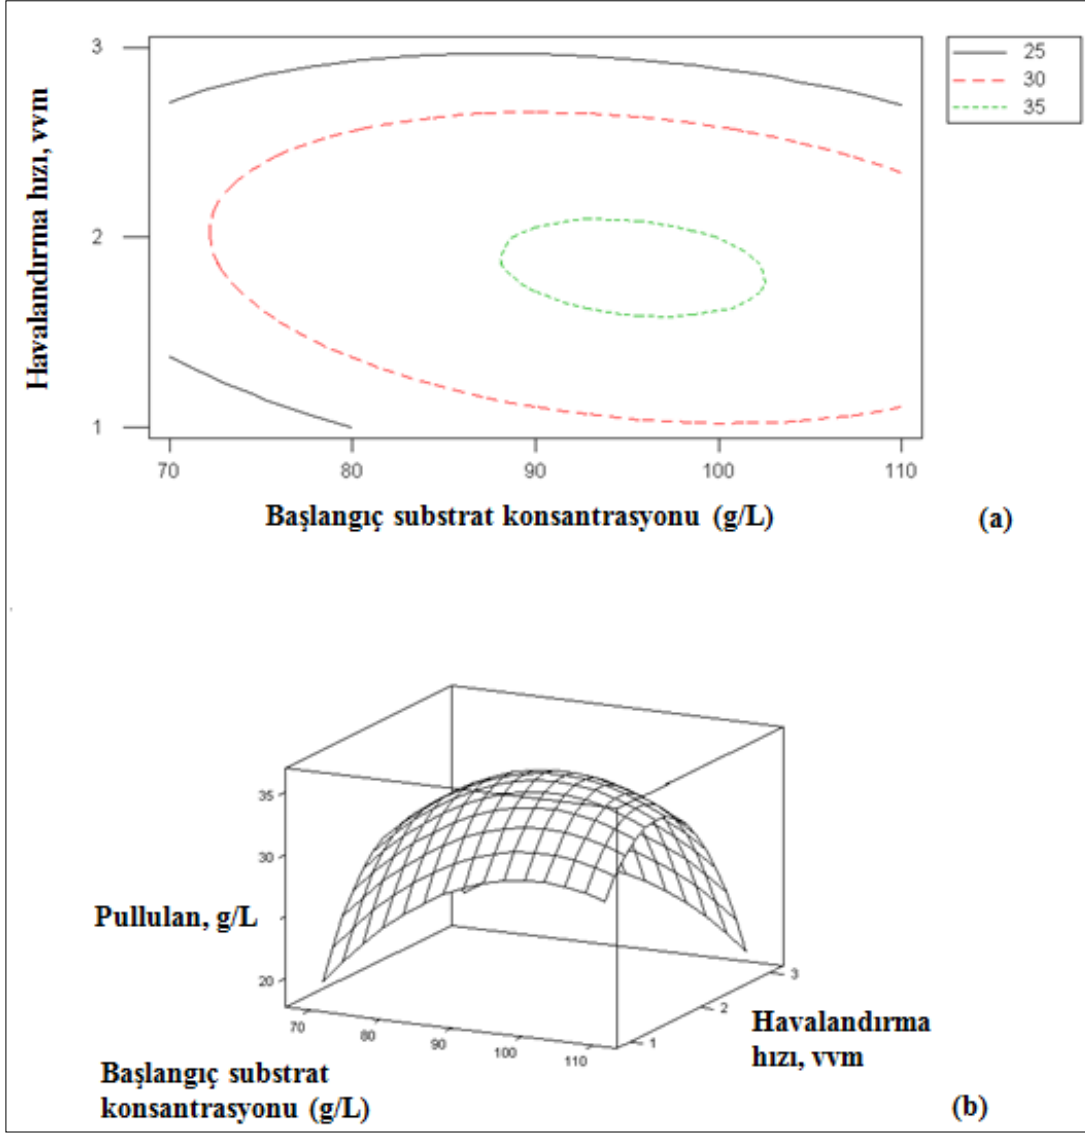 3
2
1
Havalandırma hızı, vvm
25
30
35
70
80
90
100
110
Başlangıç substrat konsantrasyonu (g/L)
(a)
35
30
20
Pullulan, g/L
70
80
90
100
110
1
2
3
Başlangıç substrat
konsantrasyonu (g/L)
Havalandırma
hızı, vvm
(b)